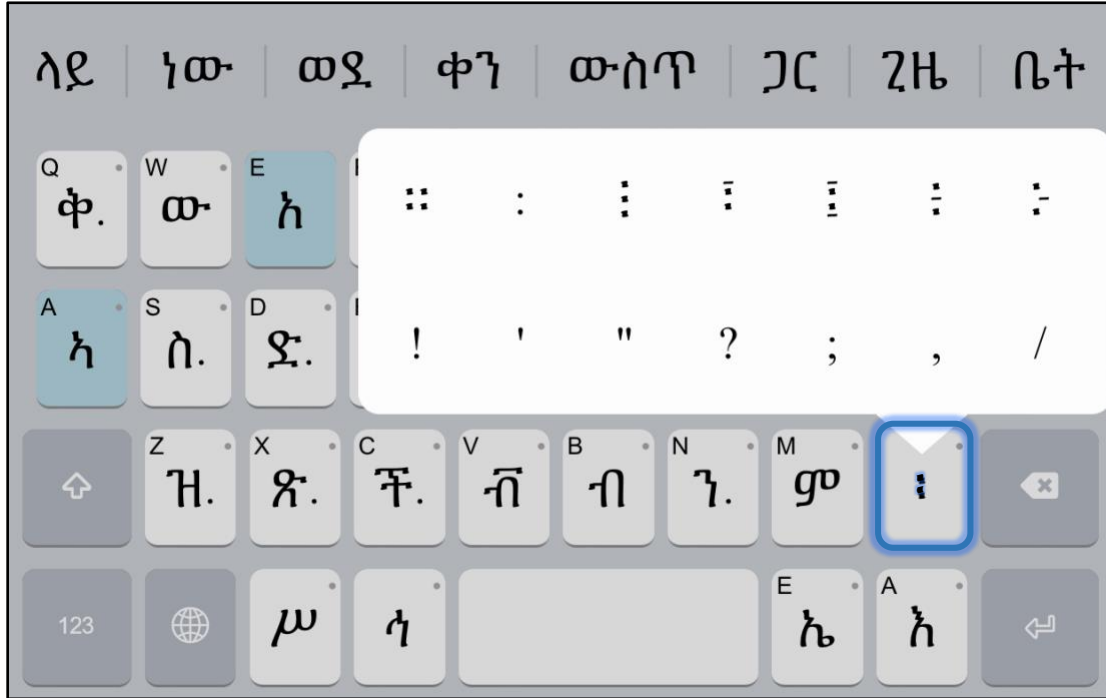 ላይ ነው ወደ ቀን ውስጥ ጋር ጊዜ ቤት
Q W E
ቅ. ው አ
። : ፧ ፣ ፤ ፥ ፦
A S D
ኣ ስ. ድ.
! ' " ? ; , /
Z X C V B N M
ዝ. ጽ. ች. ቭ ብ ን. ም ፡
E A
123 ሥ ኅ ኤ እ